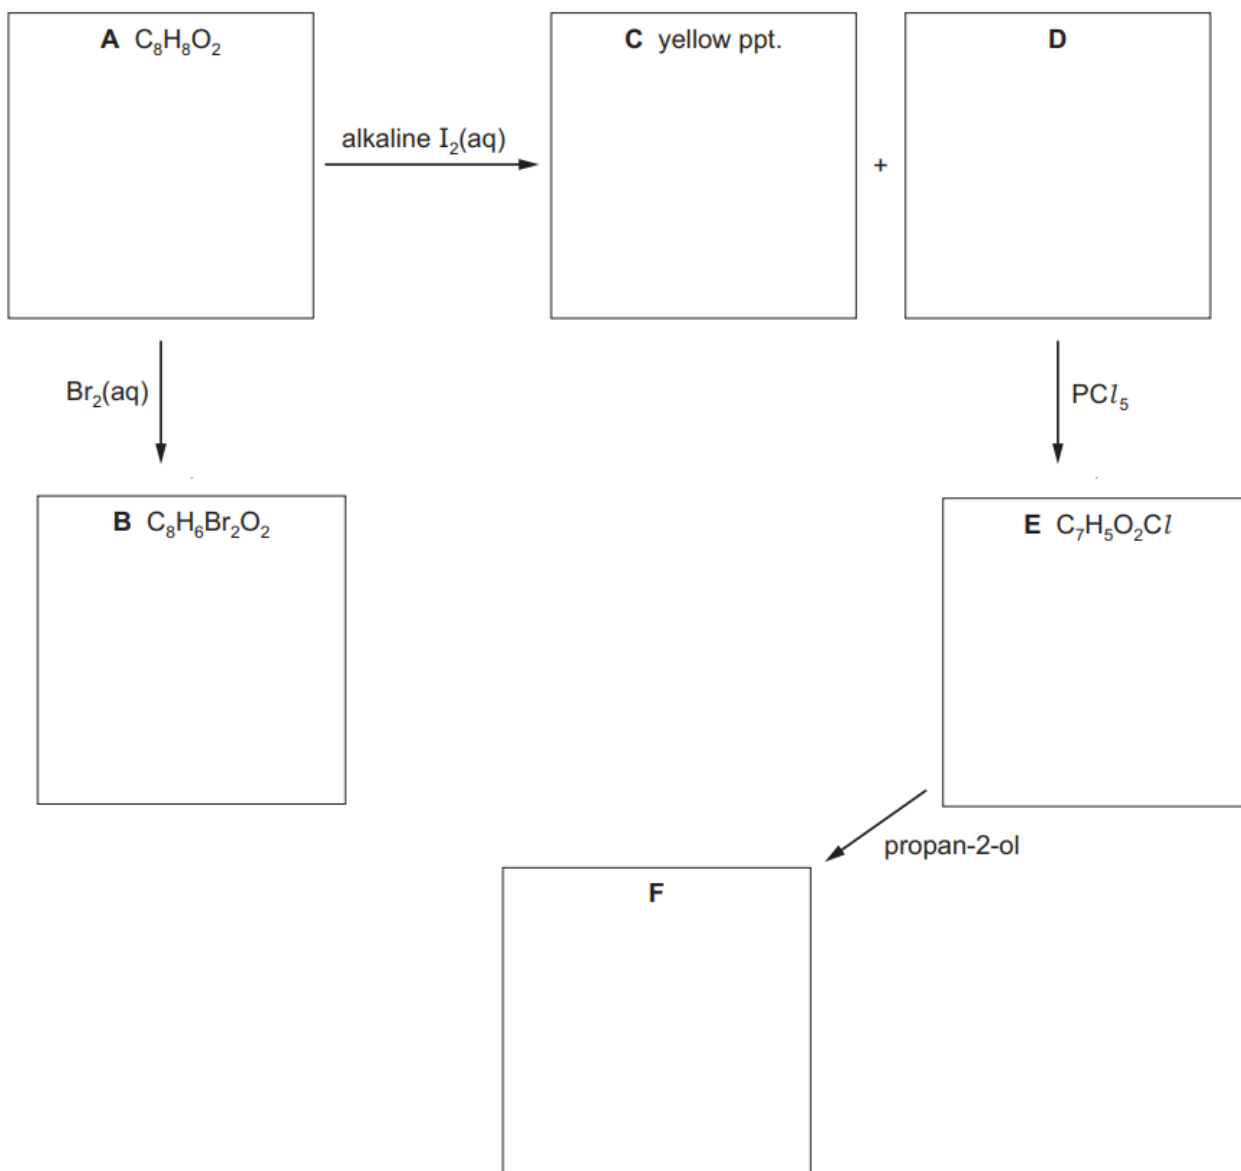 A C₈H₈O₂
C yellow ppt.
D
alkaline I₂(aq)
+
Br₂(aq)
PCl₅
B C₈H₆Br₂O₂
E C₇H₅O₂Cl
propan-2-ol
F